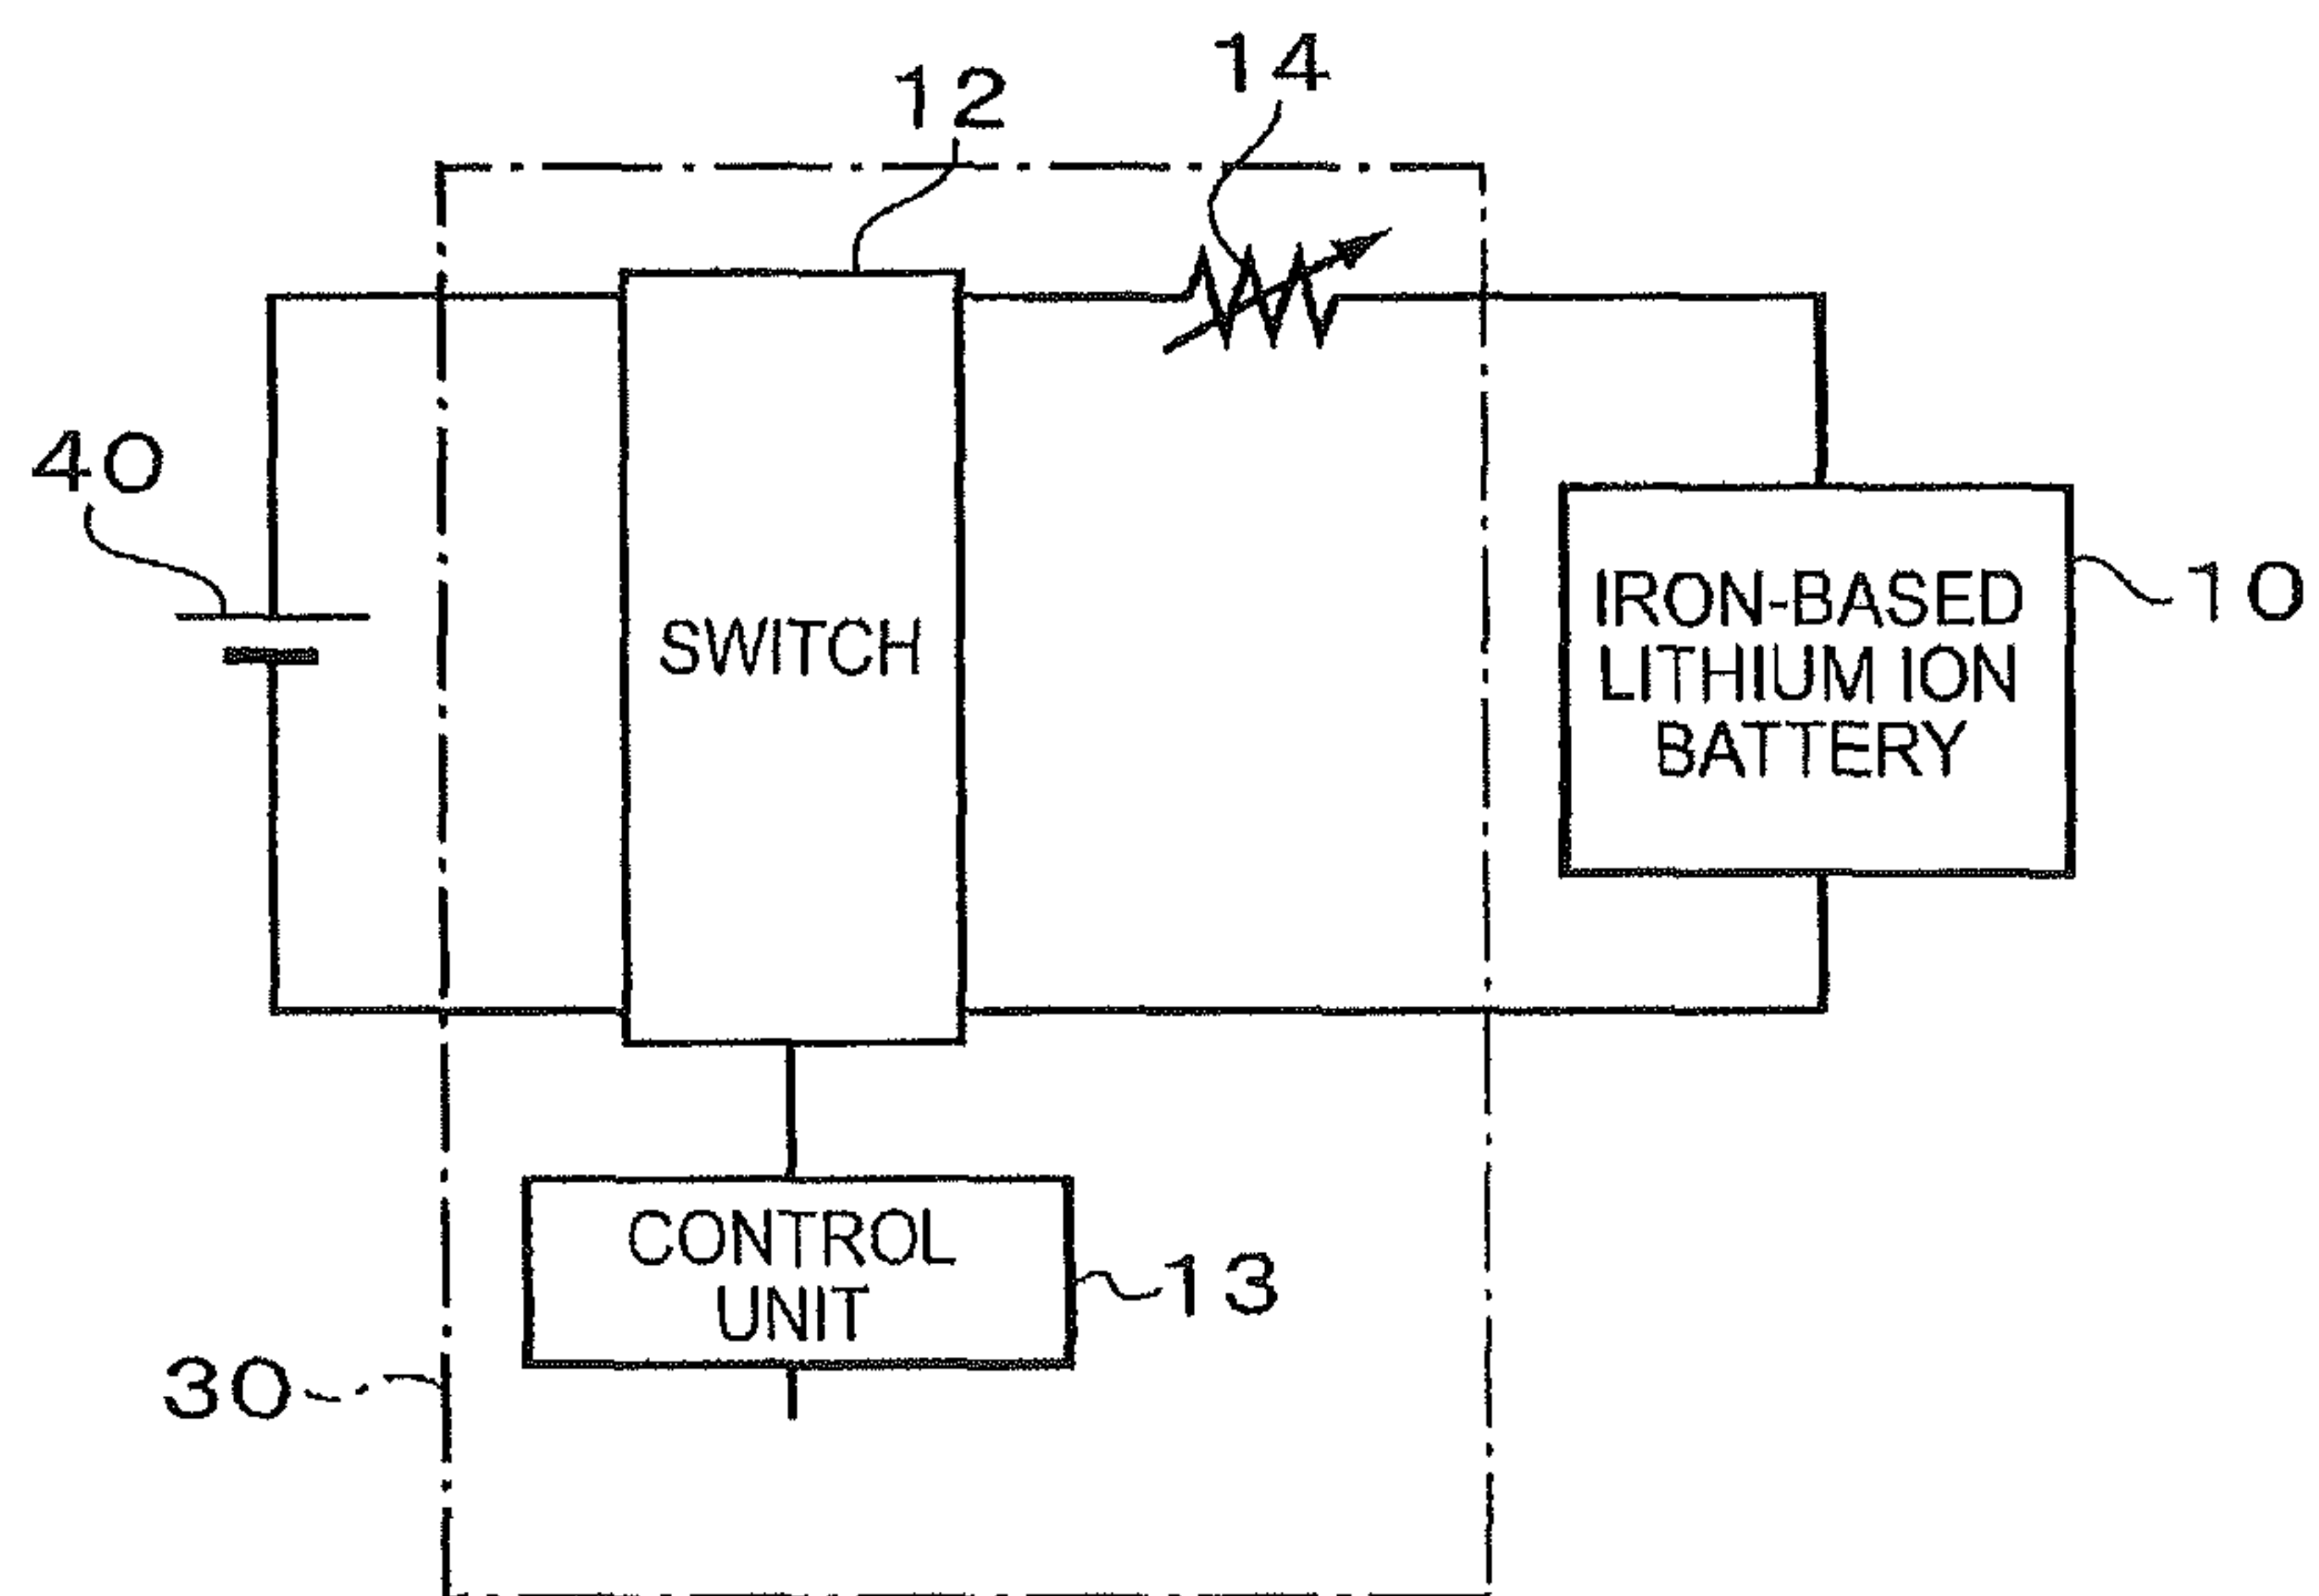 14
12
40
SWITCH
IRON-BASED
LITHIUM ION
BATTERY
10
CONTROL
UNIT
13
30